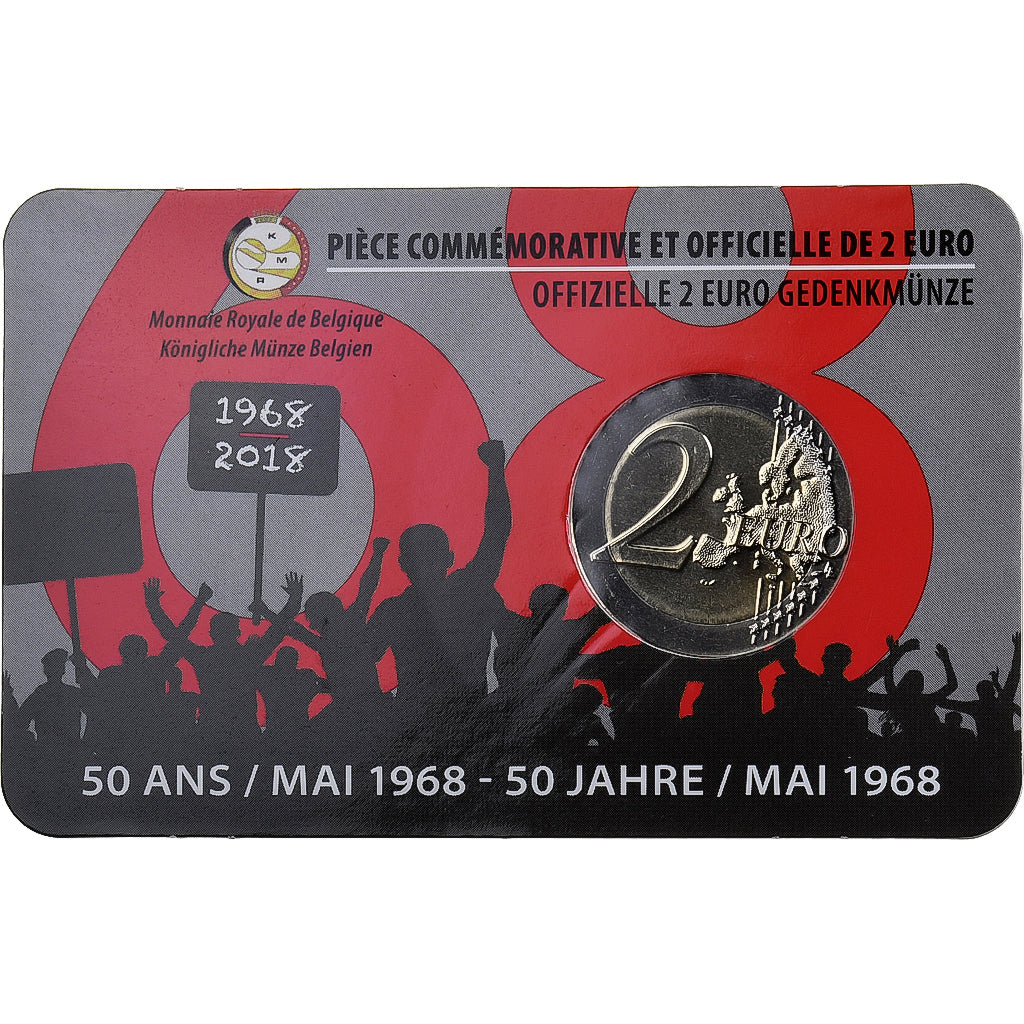 PIÈCE COMMÉMORATIVE ET OFFICIELLE DE 2 EURO
OFFIZIELLE 2 EURO GEDENKMÜNZE
K
M
R
Monnaie Royale de Belgique
Königliche Münze Belgien
1968
2018
2 EURO
50 ANS / MAI 1968 - 50 JAHRE / MAI 1968